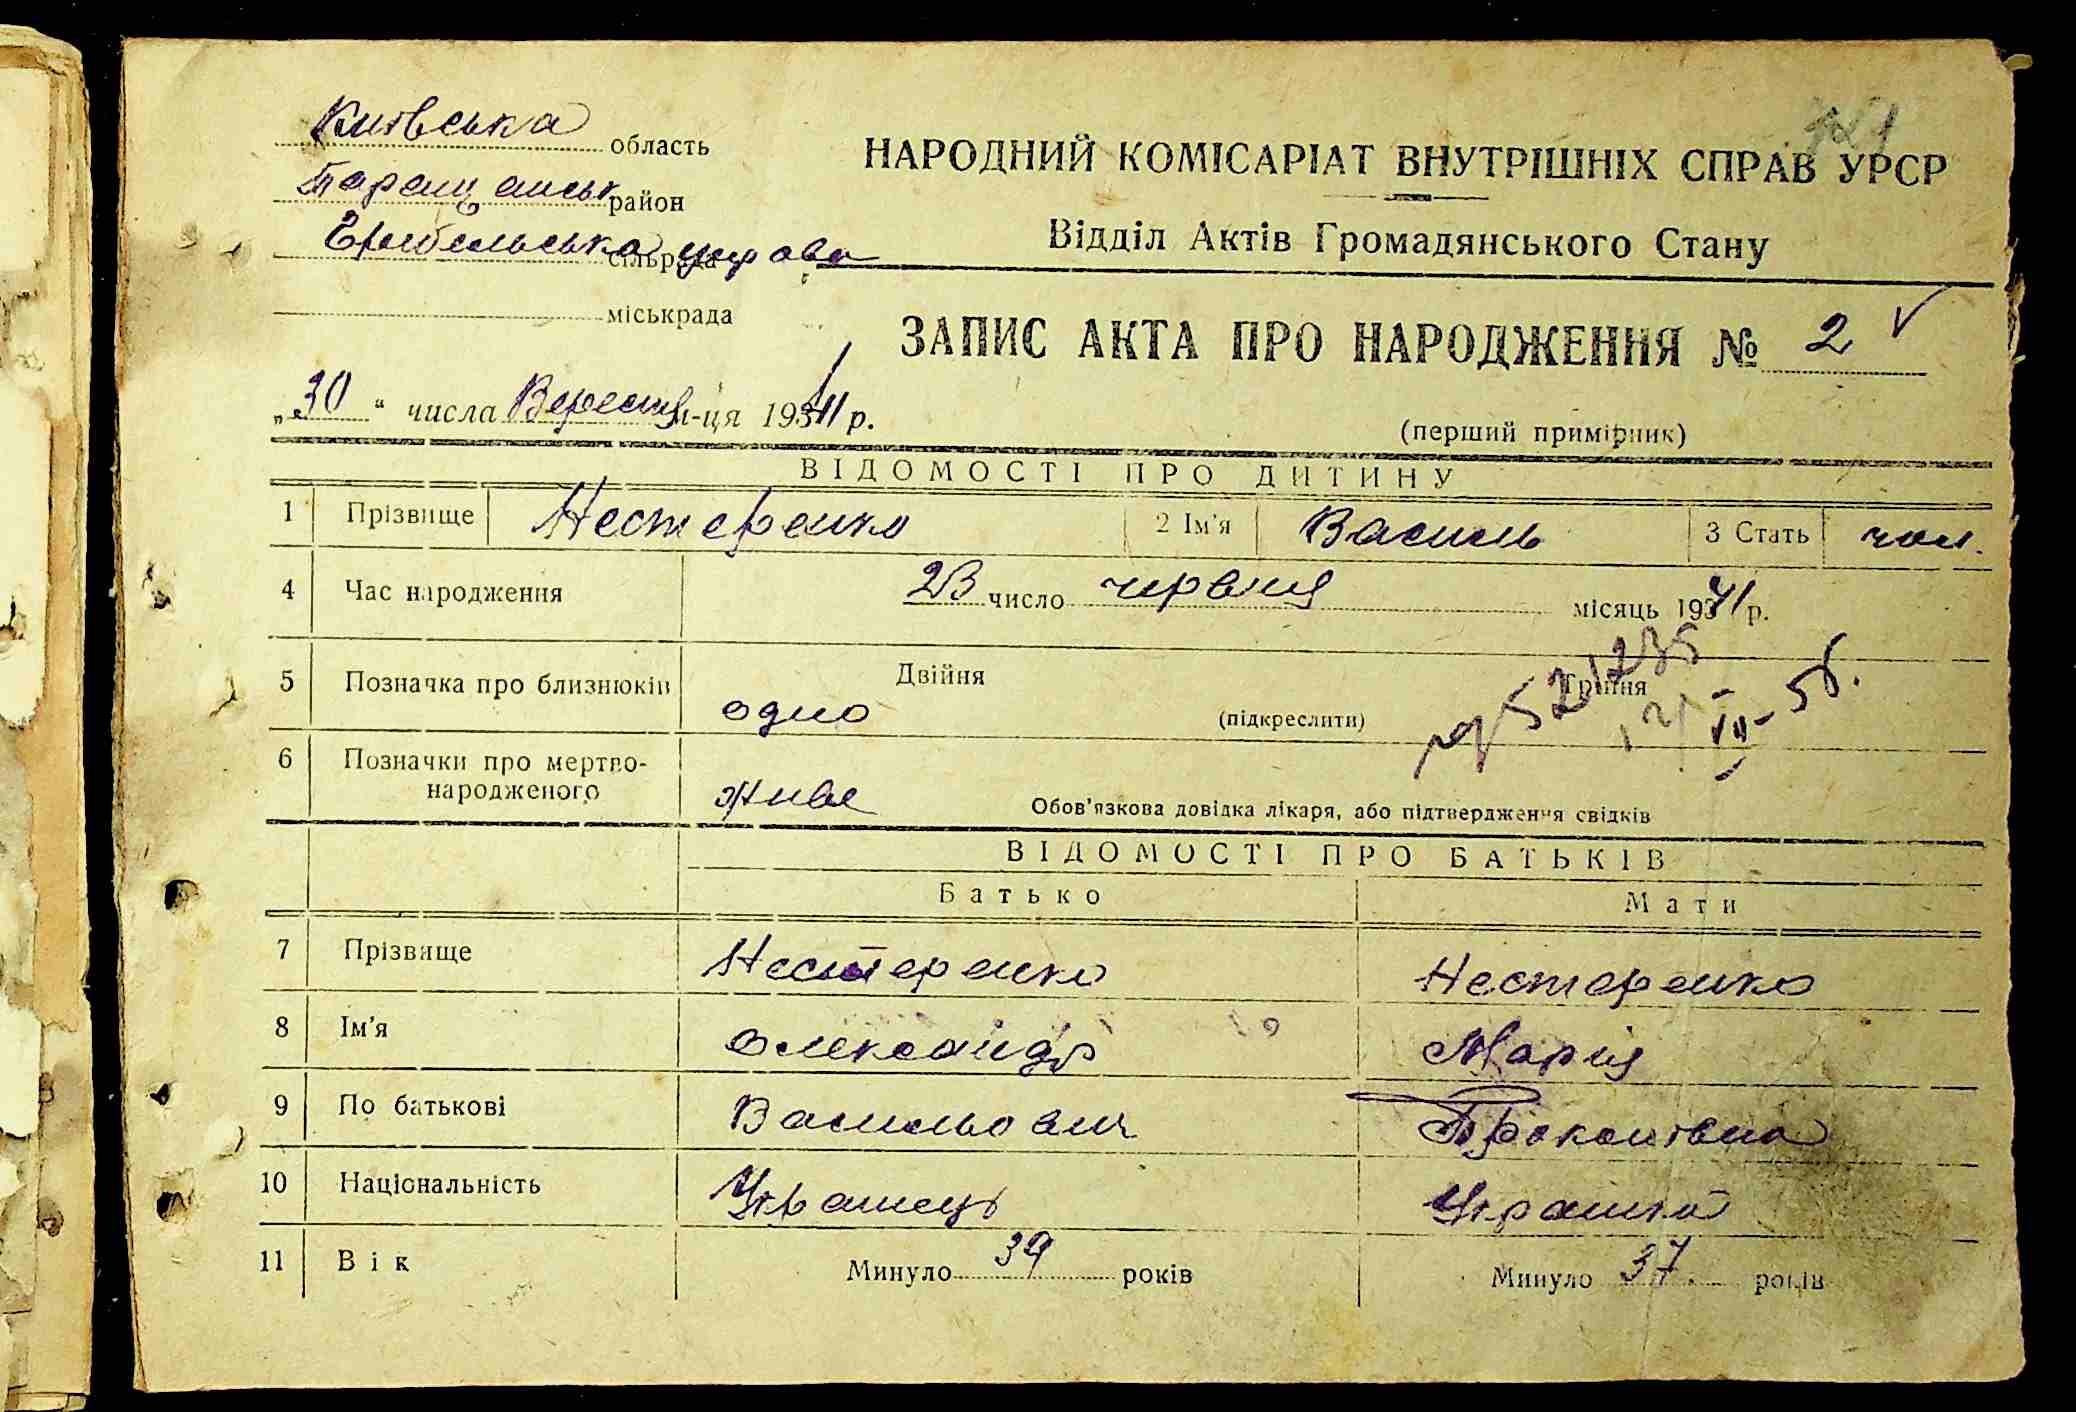 Київська область
Таращанськ район
сільрада управа
міськрада
НАРОДНИЙ КОМІСАРІАТ ВНУТРІШНІХ СПРАВ УРСР
Відділ Актів Громадянського Стану
ЗАПИС АКТА ПРО НАРОДЖЕННЯ № 2 V
„30“ числа Вересня м-ця 1941 р.
(перший примірник)
ВІДОМОСТІ ПРО ДИТИНУ
1 Прізвище Нестеренко 2 Ім'я Василь 3 Стать чол.
4 Час народження 23 число червня місяць 1941 р.
5 Позначка про близнюків Двійня Трійня
одно (підкреслити)
6 Позначки про мертво-
народженого живе Обов'язкова довідка лікаря, або підтвердження свідків
ВІДОМОСТІ ПРО БАТЬКІВ
Батько Мати
7 Прізвище Нестеренко Нестеренко
8 Ім'я Олександр Марія
9 По батькові Васильович Прокопівна
10 Національність Українець Українка
11 Вік Минуло 39 років Минуло 37 років